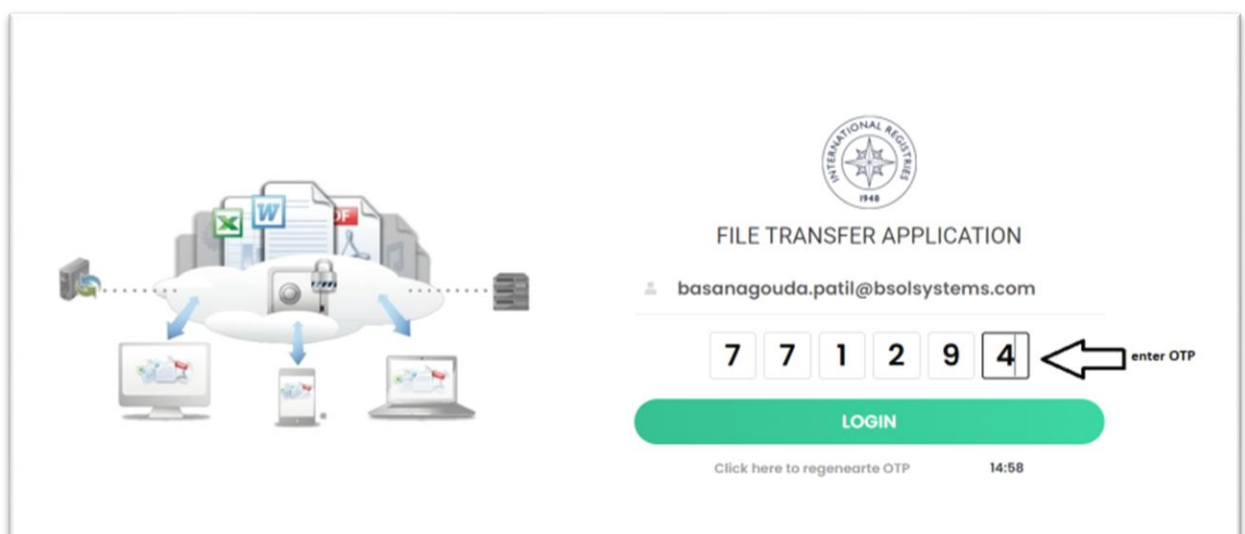 INTERNATIONAL REGISTRIES
1948
FILE TRANSFER APPLICATION
W
X
DF
basanagouda.patil@bsolsystems.com
7 7 1 2 9 4
enter OTP
LOGIN
Click here to regenearte OTP 14:58